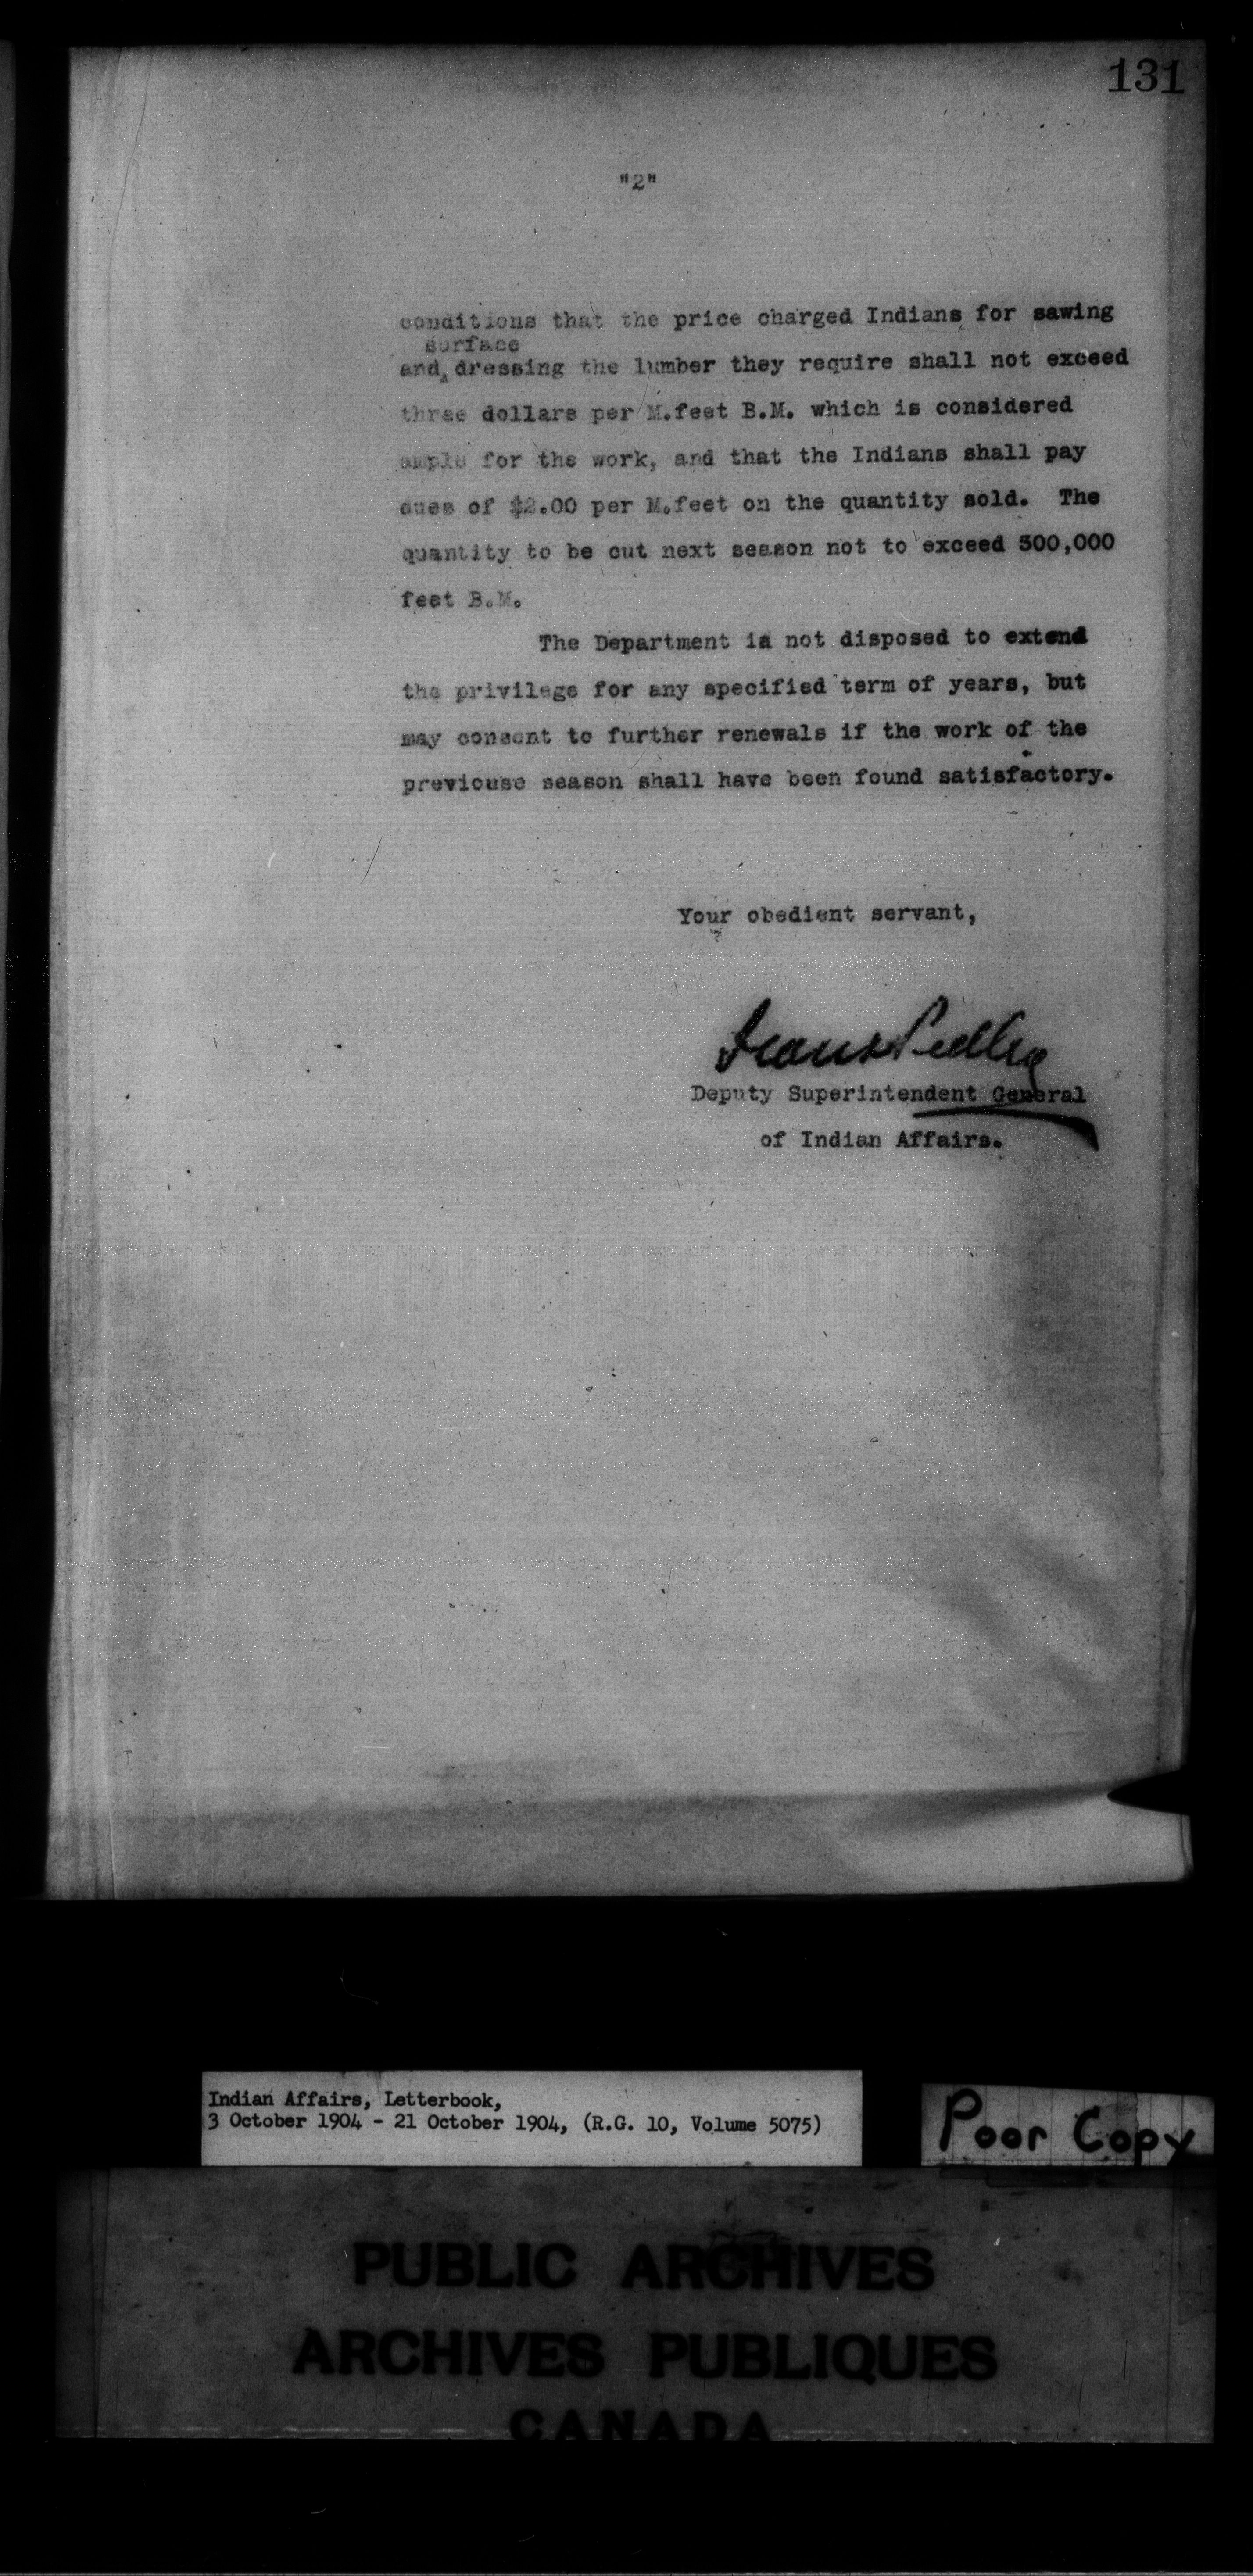 131
"2"
conditions that the price charged Indians for sawing
surface
and dressing the lumber they require shall not exceed
three dollars per M.feet B.M. which is considered
ample for the work, and that the Indians shall pay
dues of $2.00 per M.feet on the quantity sold. The
quantity to be cut next season not to exceed 300,000
feet B.M.
The Department is not disposed to extend
the privilege for any specified term of years, but
may consent to further renewals if the work of the
previouse season shall have been found satisfactory.
Your obedient servant,
Frank Pedley
Deputy Superintendent General
of Indian Affairs.
Indian Affairs, Letterbook,
3 October 1904 - 21 October 1904, (R.G. 10, Volume 5075)
Poor Copy
PUBLIC ARCHIVES
ARCHIVES PUBLIQUES
CANADA